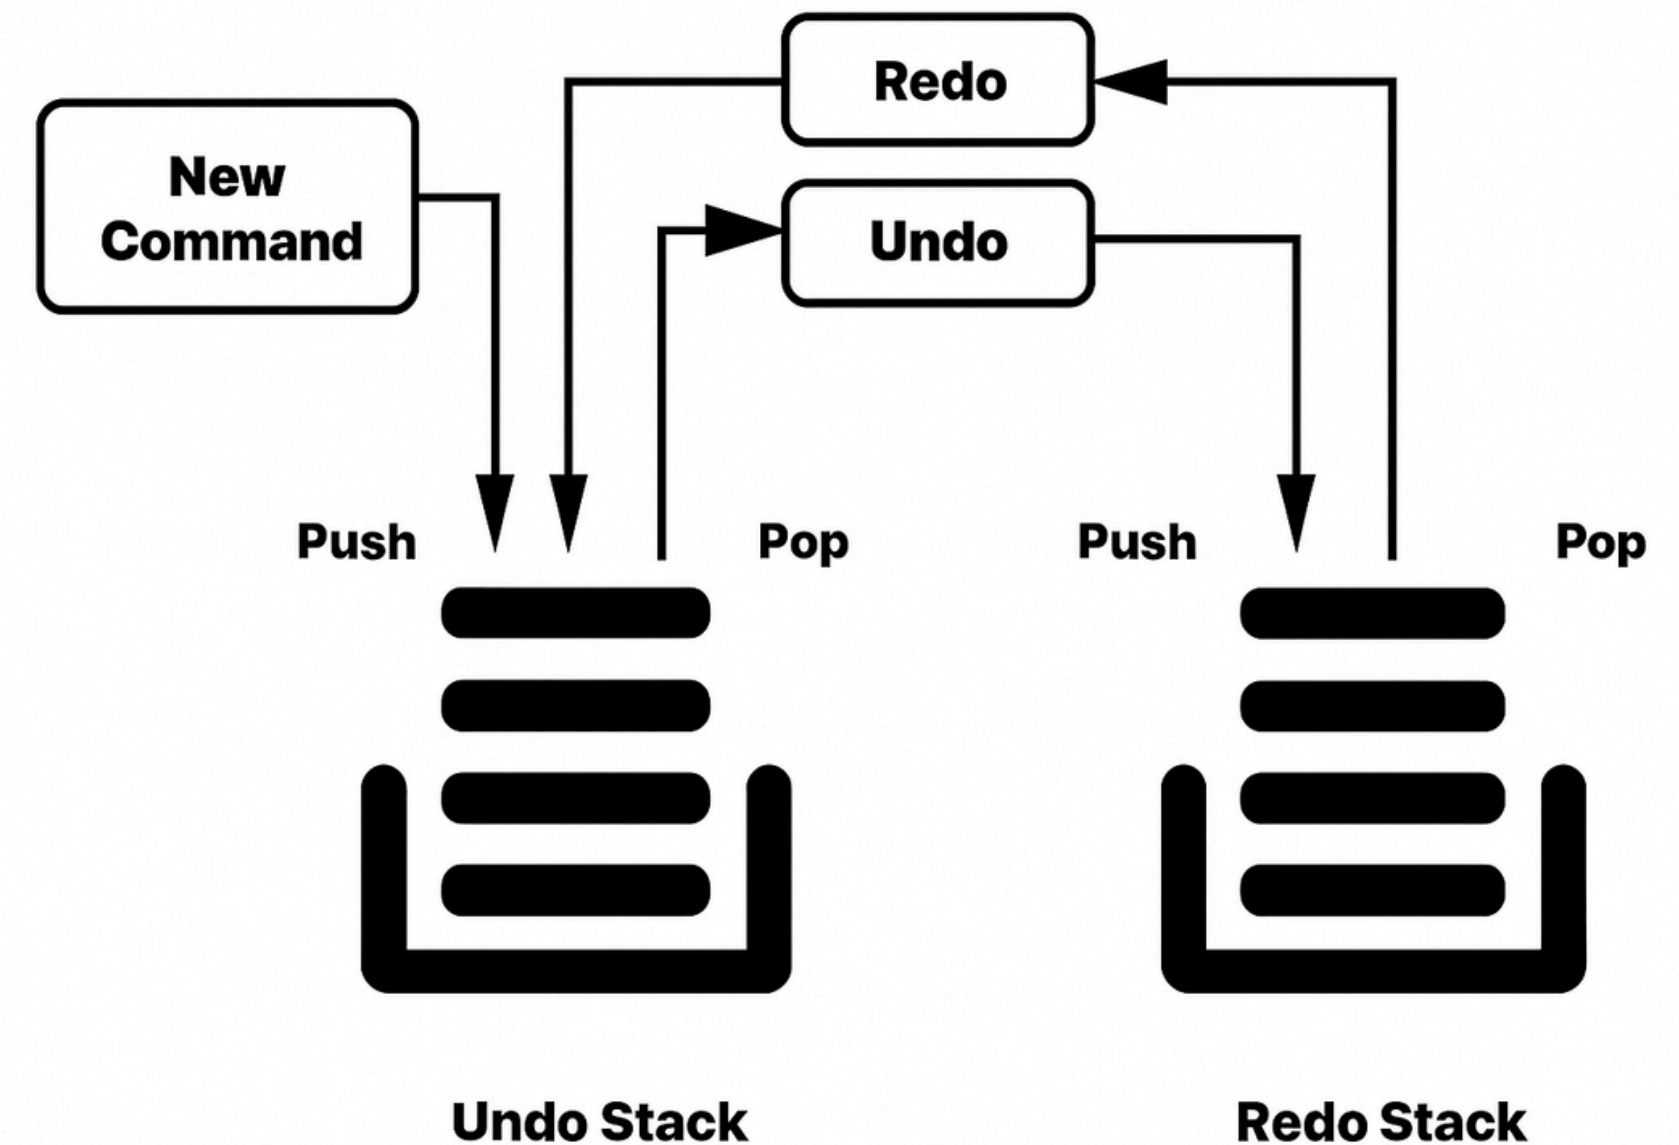 Redo
New
Command
Undo
Push
Pop
Push
Pop
Undo Stack
Redo Stack